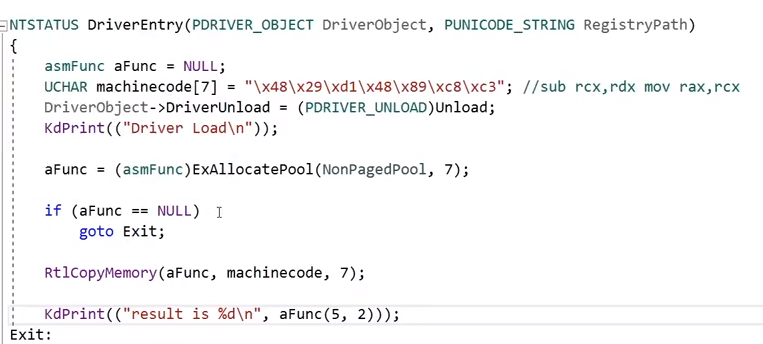 NTSTATUS DriverEntry(PDRIVER_OBJECT DriverObject, PUNICODE_STRING RegistryPath)
{
asmFunc aFunc = NULL;
UCHAR machinecode[7] = "\x48\x29\xd1\x48\x89\xc8\xc3"; //sub rcx,rdx mov rax,rcx
DriverObject->DriverUnload = (PDRIVER_UNLOAD)Unload;
KdPrint(("Driver Load\n"));
aFunc = (asmFunc)ExAllocatePool(NonPagedPool, 7);
if (aFunc == NULL)
goto Exit;
RtlCopyMemory(aFunc, machinecode, 7);
KdPrint(("result is %d\n", aFunc(5, 2)));
Exit: